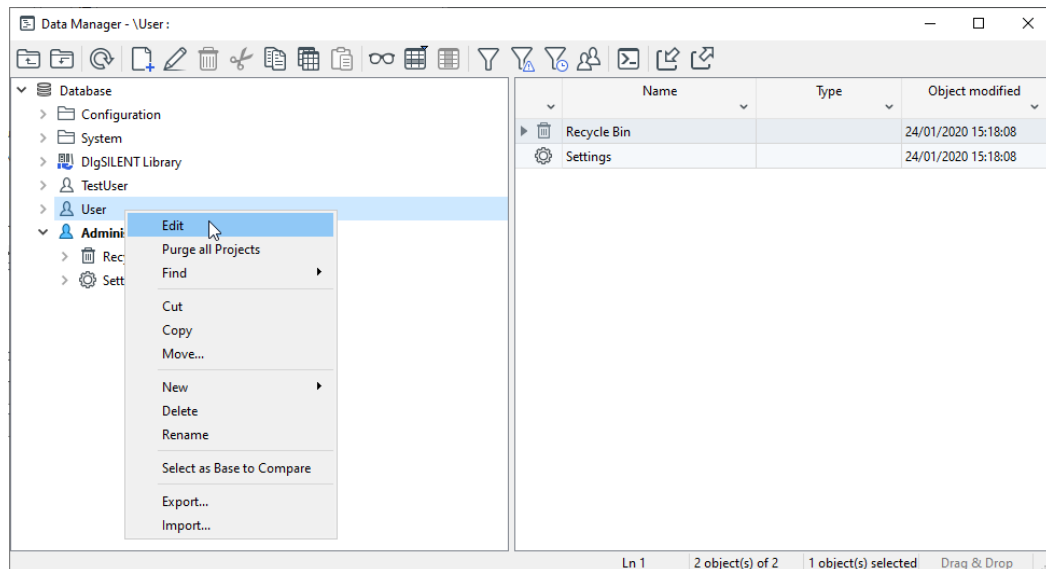 Data Manager - \User :
Database
Configuration
System
DIgSILENT Library
TestUser
User
Adminis
Rec
Sett
Edit
Purge all Projects
Find
Cut
Copy
Move...
New
Delete
Rename
Select as Base to Compare
Export...
Import...
Name Type Object modified
Recycle Bin 24/01/2020 15:18:08
Settings 24/01/2020 15:18:08
Ln 1 2 object(s) of 2 1 object(s) selected Drag & Drop